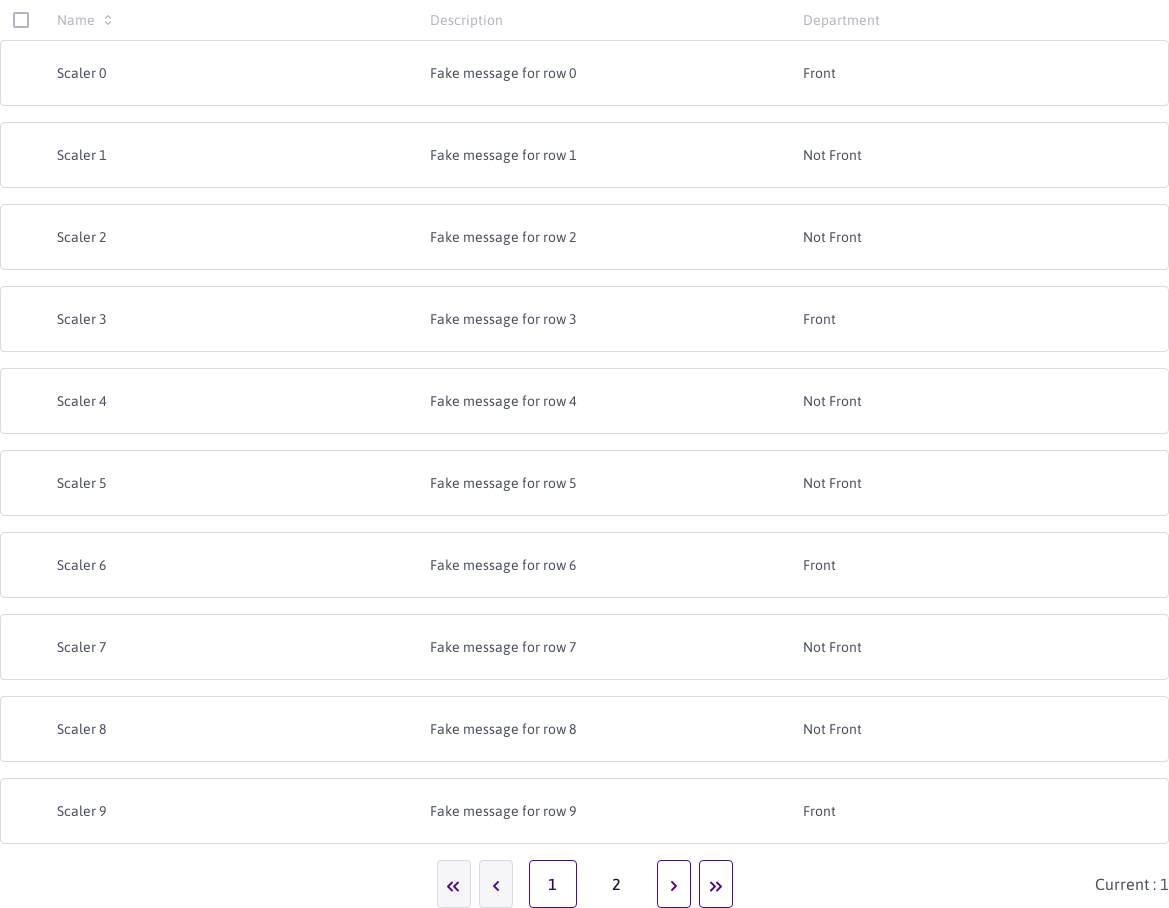 Name Description Department
Scaler 0 Fake message for row 0 Front
Scaler 1 Fake message for row 1 Not Front
Scaler 2 Fake message for row 2 Not Front
Scaler 3 Fake message for row 3 Front
Scaler 4 Fake message for row 4 Not Front
Scaler 5 Fake message for row 5 Not Front
Scaler 6 Fake message for row 6 Front
Scaler 7 Fake message for row 7 Not Front
Scaler 8 Fake message for row 8 Not Front
Scaler 9 Fake message for row 9 Front
« ‹ 1 2 › » Current : 1